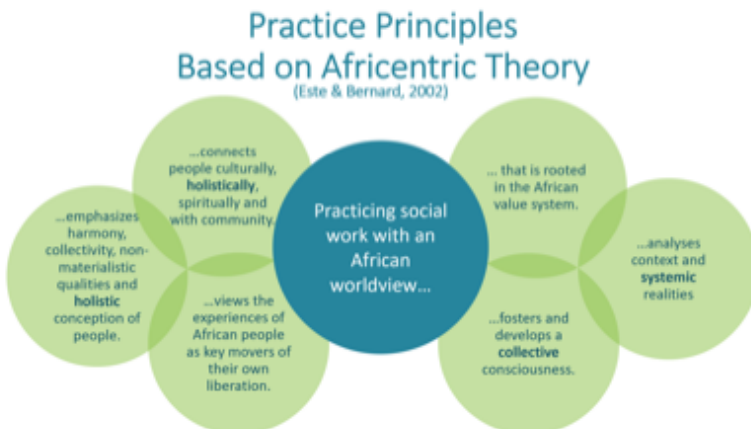 Practice Principles
Based on Africentric Theory
(Este & Bernard, 2002)
...connects
people culturally,
holistically,
spiritually and
with community.
...emphasizes
harmony,
collectivity, non-
materialistic
qualities and
holistic
conception of
people.
...views the
experiences of
African people
as key movers of
their own
liberation.
Practicing social
work with an
African
worldview...
... that is rooted
in the African
value system.
...analyses
context and
systemic
realities
...fosters and
develops a
collective
consciousness.